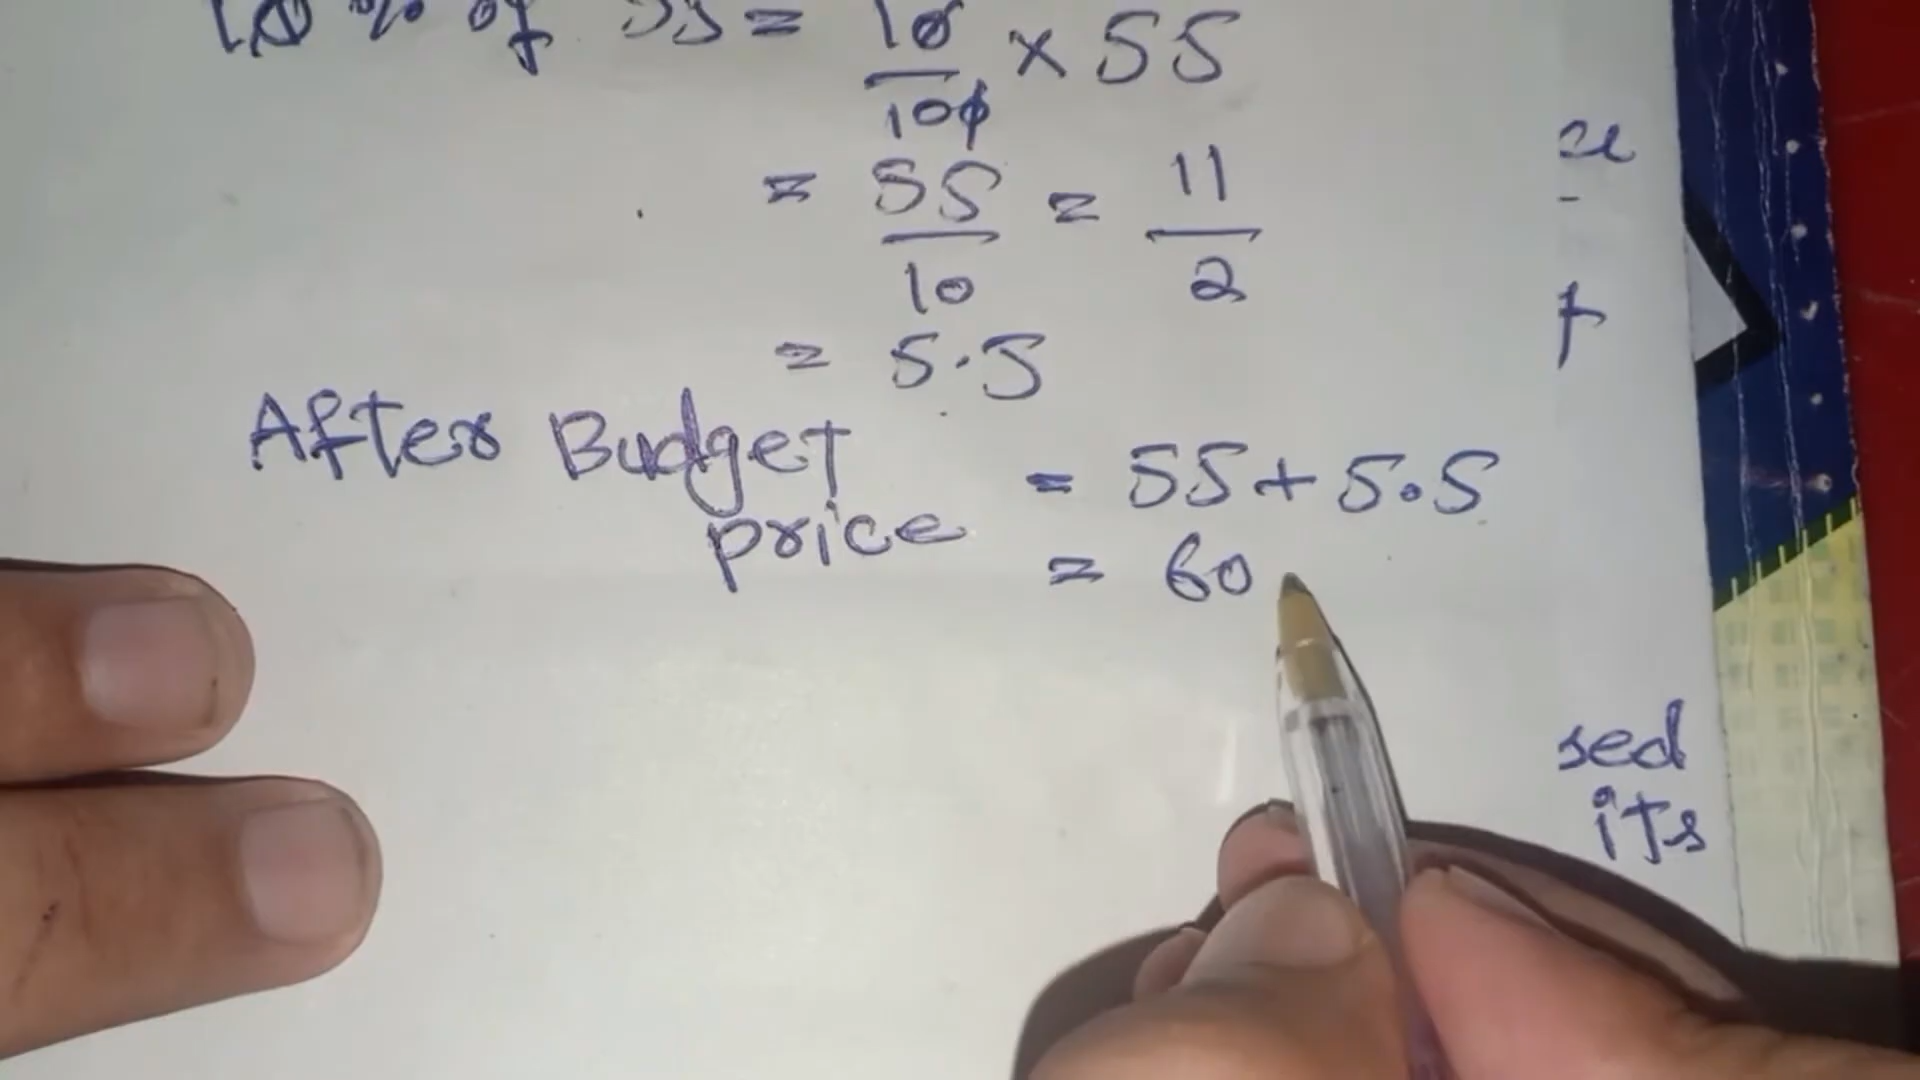 10% of 55 = 10/100 × 55
= 55/10 = 11/2
= 5.5
After Budget price = 55 + 5.5
= 60
sed
its